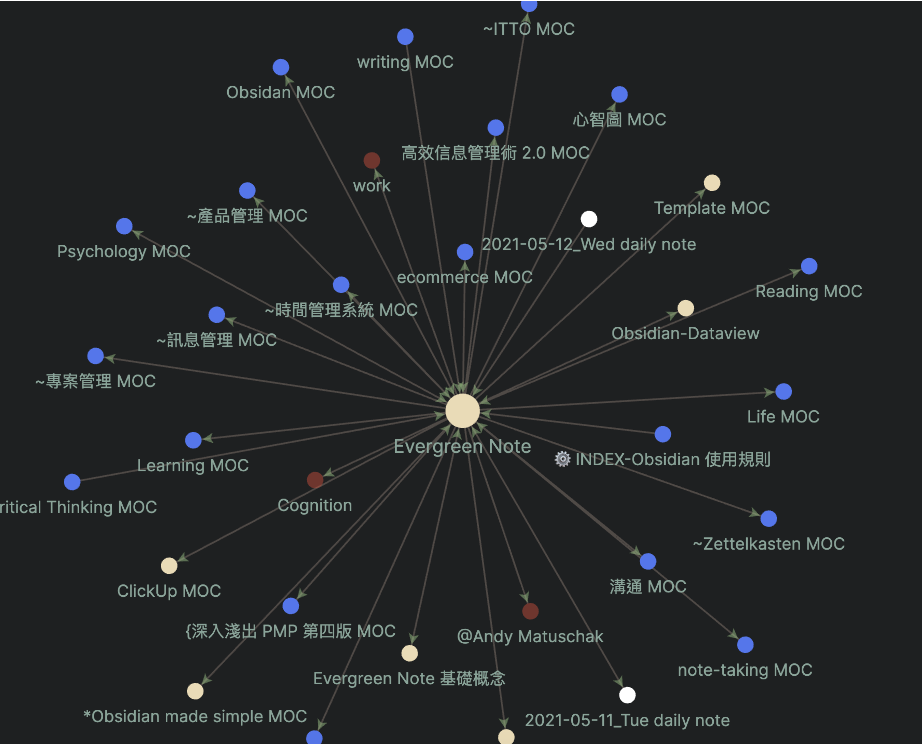 ~ITTO MOC
writing MOC
Obsidan MOC
心智圖 MOC
高效信息管理術 2.0 MOC
work
Template MOC
~產品管理 MOC
2021-05-12_Wed daily note
Psychology MOC
ecommerce MOC
Reading MOC
~時間管理系統 MOC
Obsidian-Dataview
~訊息管理 MOC
~專案管理 MOC
Life MOC
Evergreen Note
INDEX-Obsidian 使用規則
Learning MOC
Cognition
ritical Thinking MOC
~Zettelkasten MOC
溝通 MOC
ClickUp MOC
{深入淺出 PMP 第四版 MOC
@Andy Matuschak
note-taking MOC
Evergreen Note 基礎概念
*Obsidian made simple MOC
2021-05-11_Tue daily note